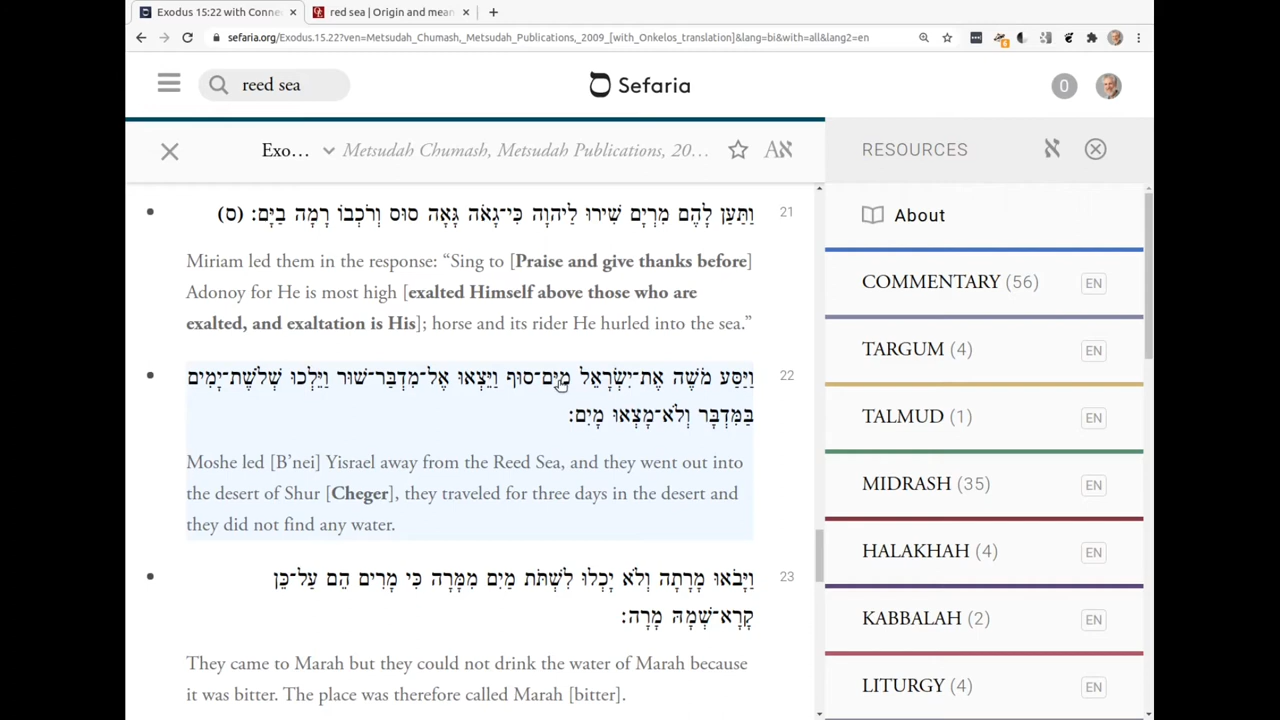 Exodus 15:22 with Conne
red sea | Origin and mean
sefaria.org/Exodus.15.22?ven=Metsudah_Chumash,_Metsudah_Publications,_2009_[with_Onkelos_translation]&lang=bi&with=all&lang2=en
reed sea
Sefaria
0
Exo…
Metsudah Chumash, Metsudah Publications, 20…
Aא
RESOURCES
א
21
וַתַּעַן לָהֶם מִרְיָם שִׁירוּ לַיהוָה כִּי־גָאֹה גָּאָה סוּס וְרֹכְבוֹ רָמָה בַיָּם׃ (ס)
Miriam led them in the response: “Sing to [Praise and give thanks before]
Adonoy for He is most high [exalted Himself above those who are
exalted, and exaltation is His]; horse and its rider He hurled into the sea.”
22
וַיַּסַּע מֹשֶׁה אֶת־יִשְׂרָאֵל מִיַּם־סוּף וַיֵּצְאוּ אֶל־מִדְבַּר־שׁוּר וַיֵּלְכוּ שְׁלֹשֶׁת־יָמִים
בַּמִּדְבָּר וְלֹא־מָצְאוּ מָיִם׃
Moshe led [B’nei] Yisrael away from the Reed Sea, and they went out into
the desert of Shur [Cheger], they traveled for three days in the desert and
they did not find any water.
23
וַיָּבֹאוּ מָרָתָה וְלֹא יָכְלוּ לִשְׁתֹּת מַיִם מִמָּרָה כִּי מָרִים הֵם עַל־כֵּן
קָרָא־שְׁמָהּ מָרָה׃
They came to Marah but they could not drink the water of Marah because
it was bitter. The place was therefore called Marah [bitter].
About
COMMENTARY (56) EN
TARGUM (4) EN
TALMUD (1) EN
MIDRASH (35) EN
HALAKHAH (4) EN
KABBALAH (2) EN
LITURGY (4) EN